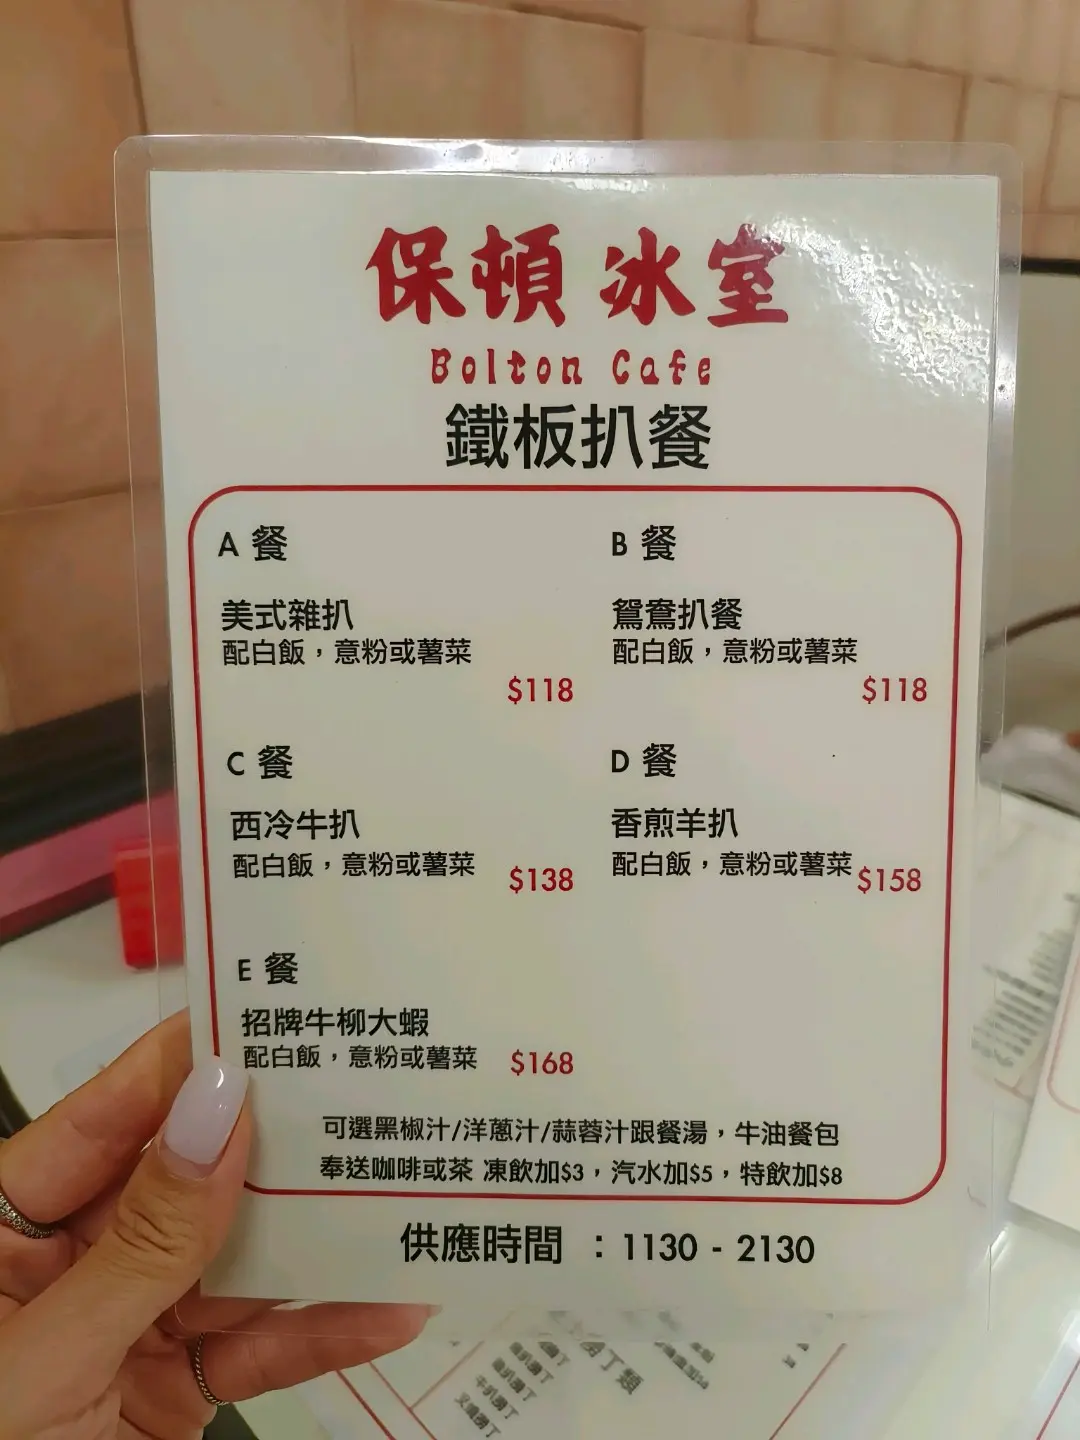 保頓冰室
Bolton Cafe
鐵板扒餐
A 餐
美式雜扒
配白飯，意粉或薯菜
$118
B 餐
鴛鴦扒餐
配白飯，意粉或薯菜
$118
C 餐
西冷牛扒
配白飯，意粉或薯菜
$138
D 餐
香煎羊扒
配白飯，意粉或薯菜
$158
E 餐
招牌牛柳大蝦
配白飯，意粉或薯菜
$168
可選黑椒汁/洋蔥汁/蒜蓉汁跟餐湯，牛油餐包
奉送咖啡或茶 凍飲加$3，汽水加$5，特飲加$8
供應時間 ：1130 - 2130